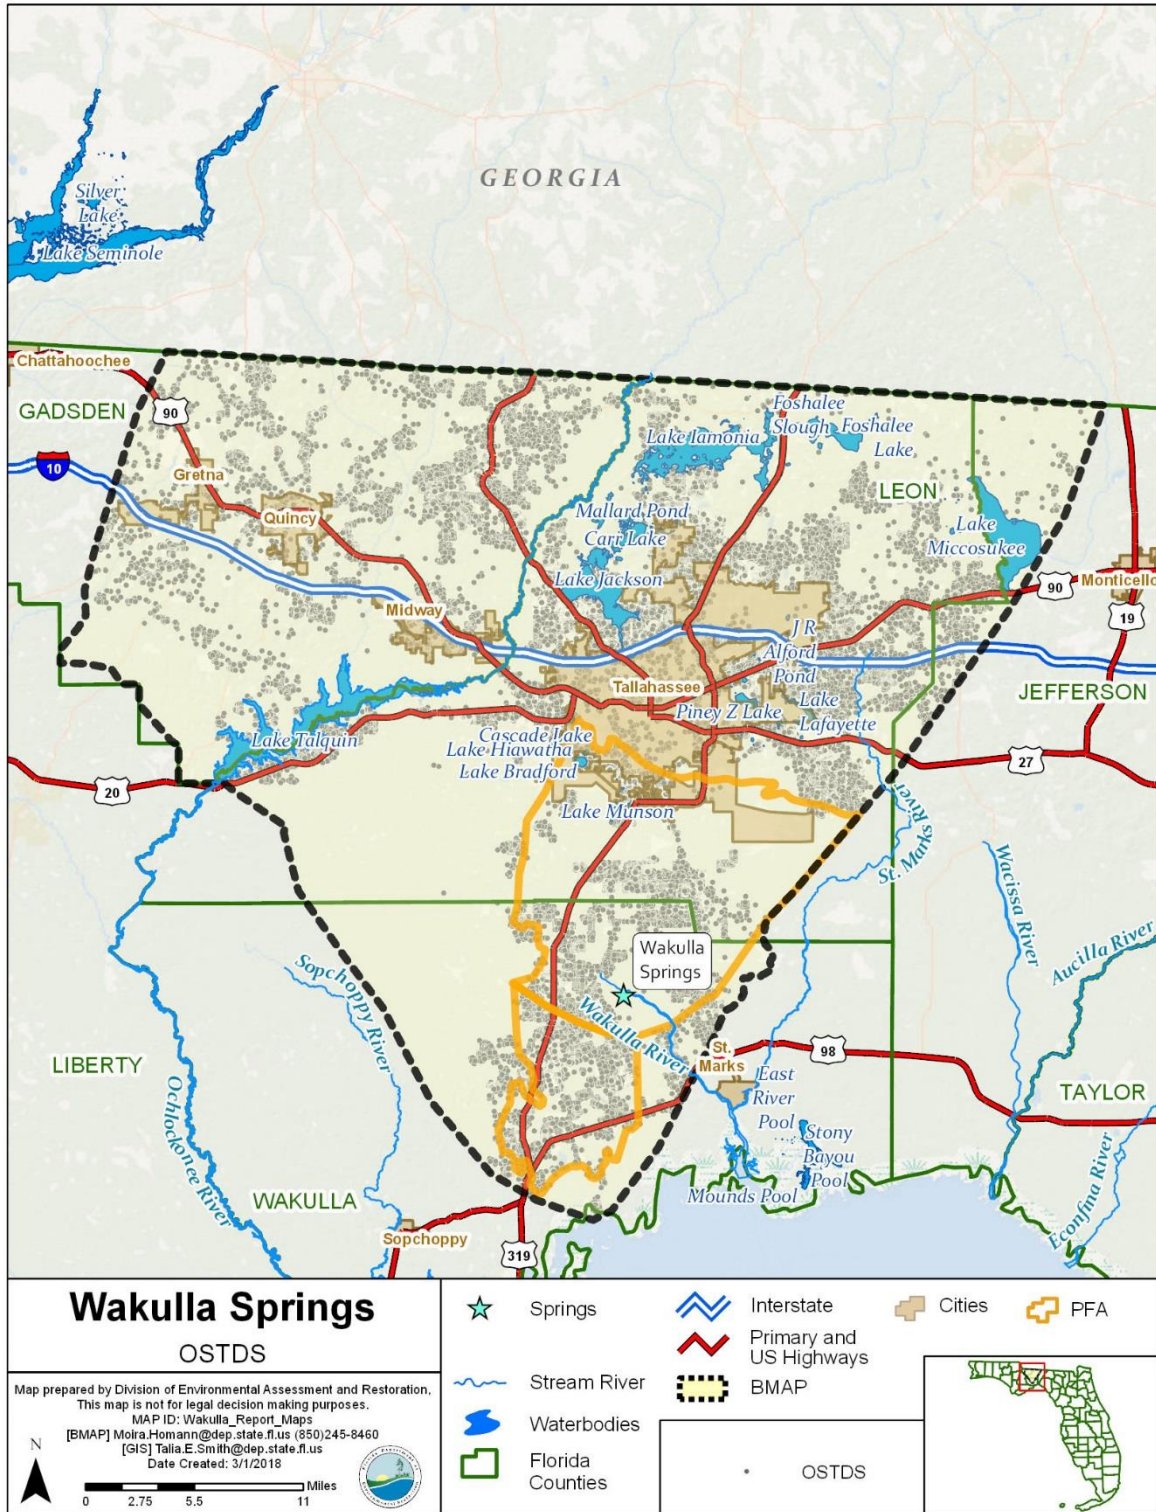 GEORGIA
Silver
Lake
Lake Seminole
Chattahoochee
GADSDEN
90
10
Gretna
Quincy
Midway
Foshalee
Slough
Foshalee
Lake
Lake Iamonia
LEON
Mallard Pond
Carr Lake
Lake Jackson
Lake
Miccosukee
90
Monticello
19
J R
Alford
Pond
Tallahassee
Piney Z Lake
Lake
Lafayette
JEFFERSON
Lake Talquin
Cascade Lake
Lake Hiawatha
Lake Bradford
27
20
Lake Munson
St. Marks River
Wacissa River
Aucilla River
Wakulla
Springs
Sopchoppy River
Wakulla River
St.
Marks
98
LIBERTY
Ochlockonee River
East
River
Pool
TAYLOR
Stony
Bayou
Pool
Mounds Pool
Econfina River
WAKULLA
Sopchoppy
319
Wakulla Springs
OSTDS
Map prepared by Division of Environmental Assessment and Restoration.
This map is not for legal decision making purposes.
MAP ID: Wakulla_Report_Maps
[BMAP] Moira.Homann@dep.state.fl.us (850)245-8460
[GIS] Talia.E.Smith@dep.state.fl.us
Date Created: 3/1/2018
N
Miles
0 2.75 5.5 11
Springs
Interstate
Cities
PFA
Primary and
US Highways
Stream River
BMAP
Waterbodies
Florida
Counties
OSTDS